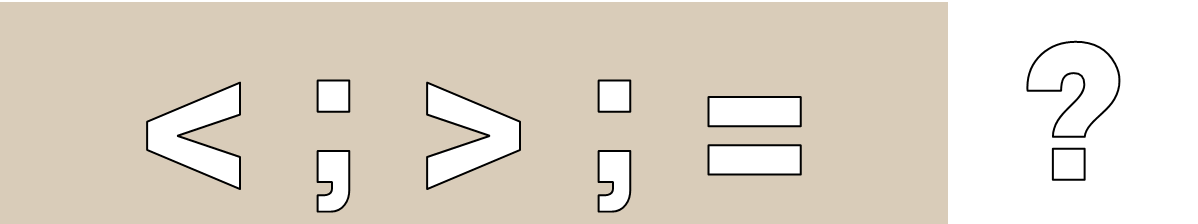 < ; > ; = ?